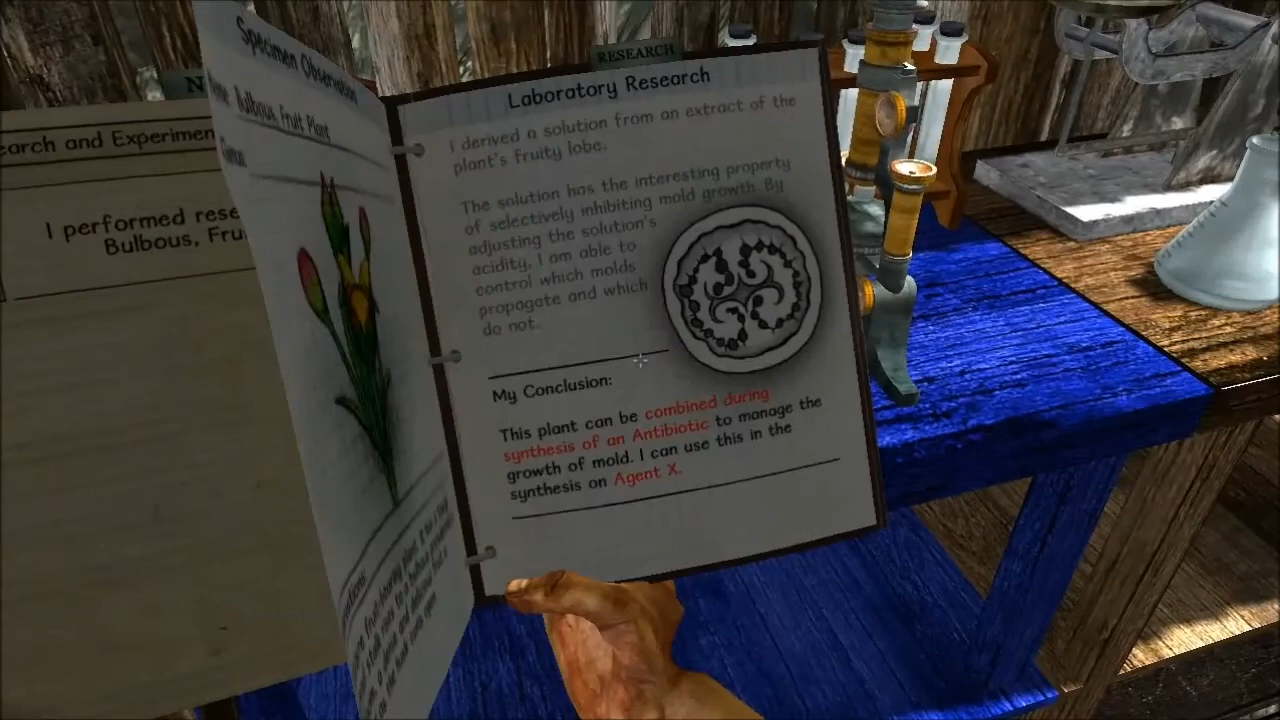 earch and Experimen
I performed rese
Bulbous, Fru
Specimen Observation
Bulbous Fruit Plant
RESEARCH
Laboratory Research
I derived a solution from an extract of the
plant's fruity lobe.
The solution has the interesting property
of selectively inhibiting mold growth. By
adjusting the solution's
acidity, I am able to
control which molds
propagate and which
do not.
My Conclusion:
This plant can be combined during
synthesis of an Antibiotic to manage the
growth of mold. I can use this in the
synthesis on Agent X.